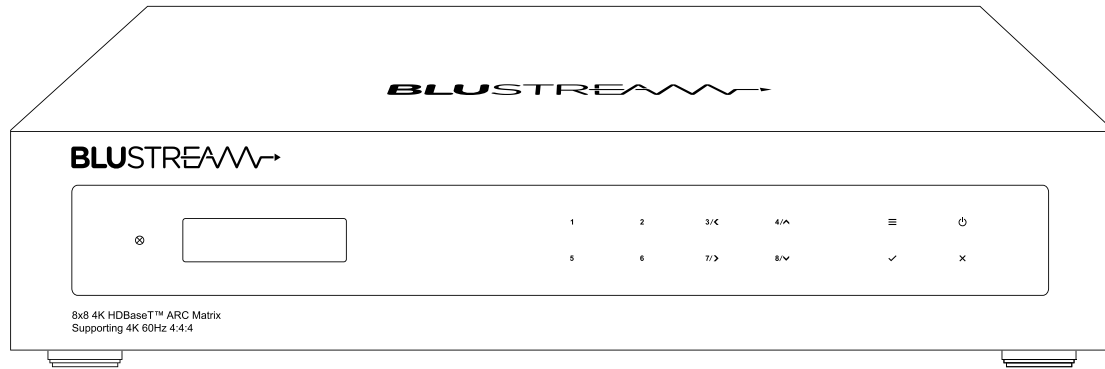 BLUSTREAM
BLUSTREAM
1 2 3/< 4/^
5 6 7/> 8/v
8x8 4K HDBaseT™ ARC Matrix
Supporting 4K 60Hz 4:4:4